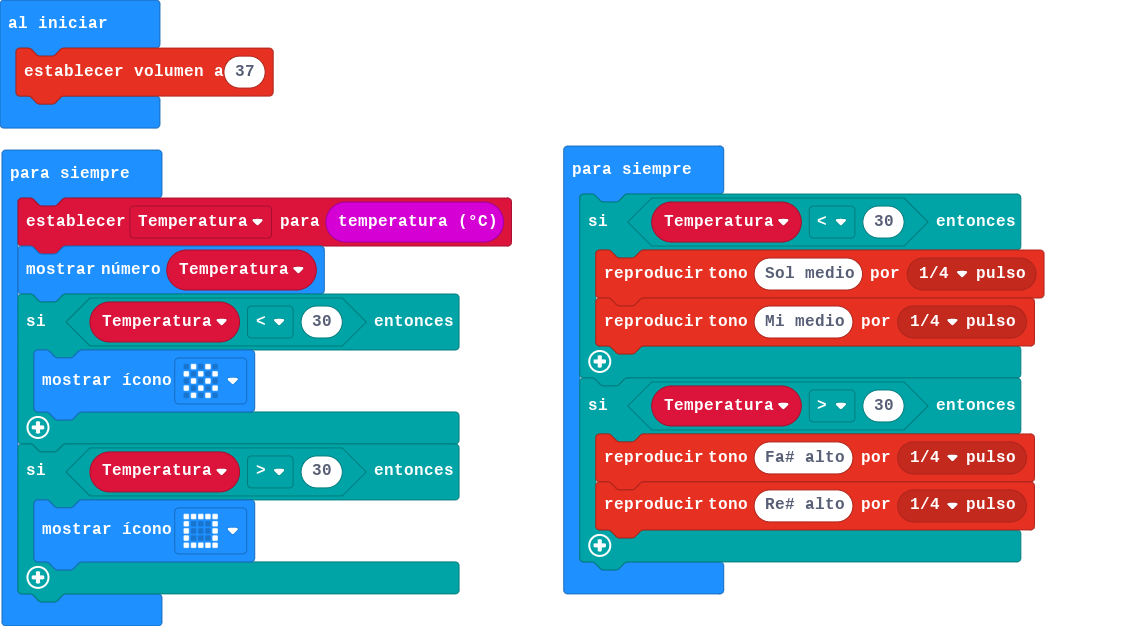 al iniciar
establecer volumen a 37
para siempre
establecer Temperatura para temperatura (°C)
mostrar número Temperatura
si Temperatura < 30 entonces
mostrar ícono
si Temperatura > 30 entonces
mostrar ícono
para siempre
si Temperatura < 30 entonces
reproducir tono Sol medio por 1/4 pulso
reproducir tono Mi medio por 1/4 pulso
si Temperatura > 30 entonces
reproducir tono Fa# alto por 1/4 pulso
reproducir tono Re# alto por 1/4 pulso